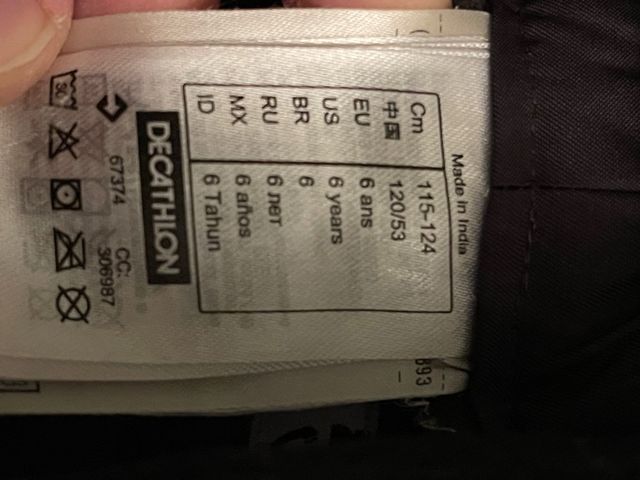 Made in India
Cm 115-124
中国 120/53
EU 6 ans
US 6 years
BR 6
RU 6 лет
MX 6 años
ID 6 Tahun
DECATHLON
CC:
67374 306987
30
893